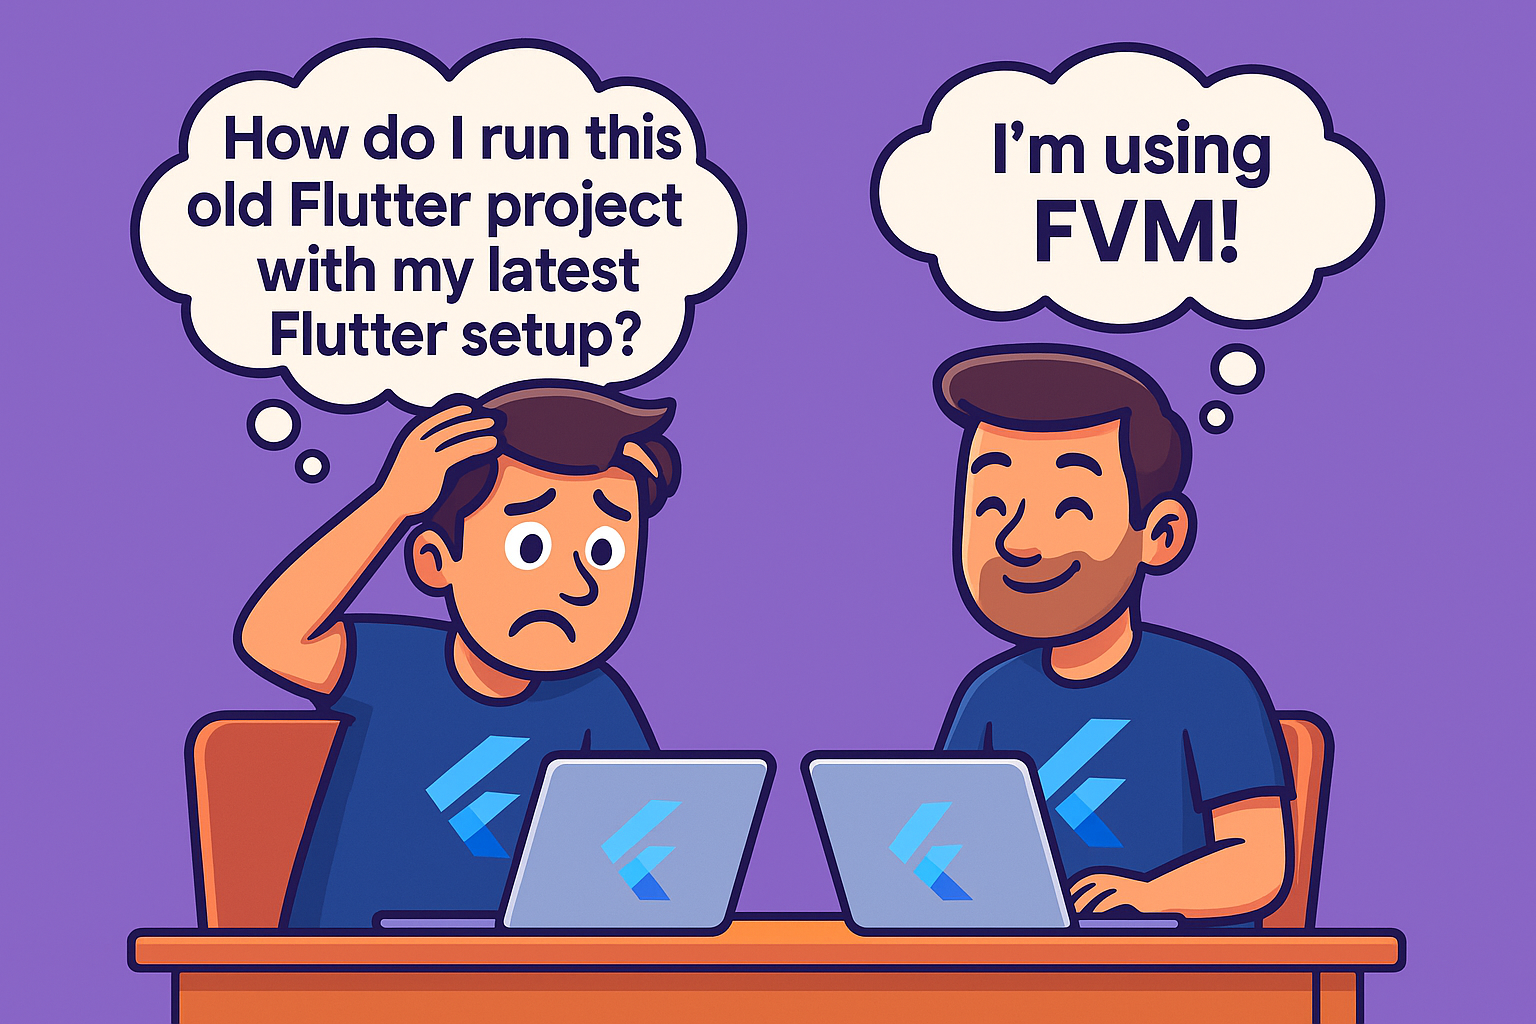 How do I run this
old Flutter project
with my latest
Flutter setup?
I’m using
FVM!